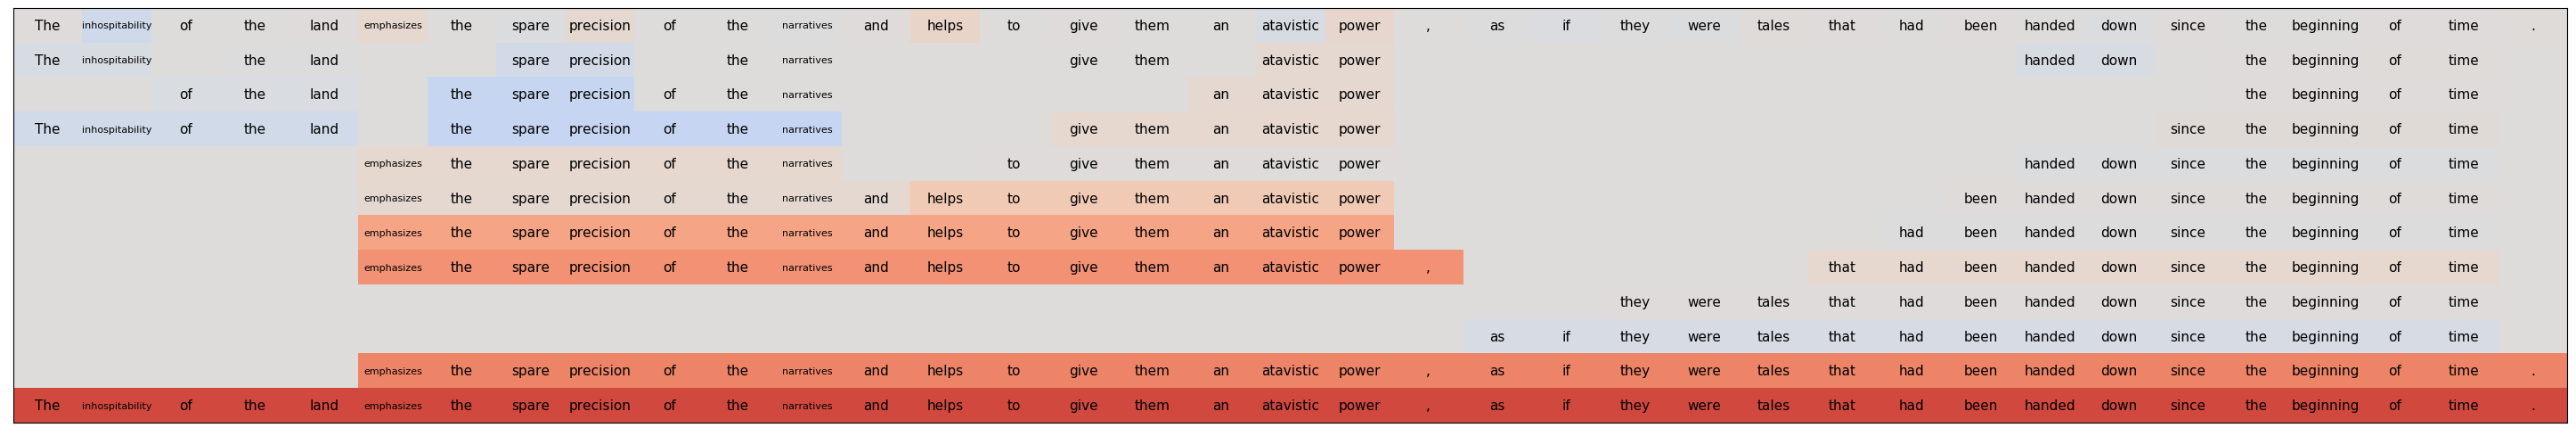 The inhospitability of the land emphasizes the spare precision of the narratives and helps to give them an atavistic power , as if they were tales that had been handed down since the beginning of time .
The inhospitability the land spare precision the narratives give them atavistic power handed down the beginning of time
of the land the spare precision of the narratives an atavistic power the beginning of time
The inhospitability of the land the spare precision of the narratives give them an atavistic power since the beginning of time
emphasizes the spare precision of the narratives to give them an atavistic power handed down since the beginning of time
emphasizes the spare precision of the narratives and helps to give them an atavistic power been handed down since the beginning of time
emphasizes the spare precision of the narratives and helps to give them an atavistic power had been handed down since the beginning of time
emphasizes the spare precision of the narratives and helps to give them an atavistic power , that had been handed down since the beginning of time
they were tales that had been handed down since the beginning of time
as if they were tales that had been handed down since the beginning of time
emphasizes the spare precision of the narratives and helps to give them an atavistic power , as if they were tales that had been handed down since the beginning of time .
The inhospitability of the land emphasizes the spare precision of the narratives and helps to give them an atavistic power , as if they were tales that had been handed down since the beginning of time .